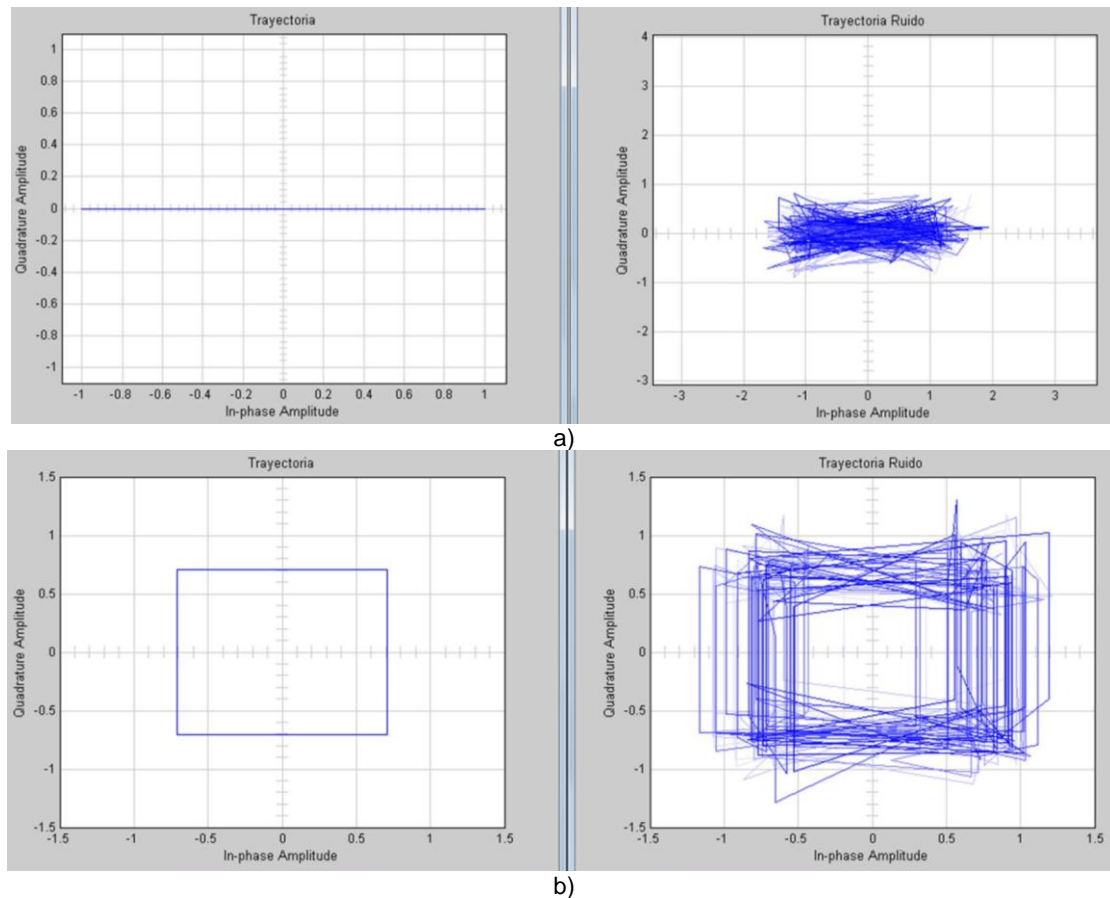 Trayectoria
1
0.8
0.6
0.4
0.2
0
-0.2
-0.4
-0.6
-0.8
-1
Quadrature Amplitude
-1 -0.8 -0.6 -0.4 -0.2 0 0.2 0.4 0.6 0.8 1
In-phase Amplitude
Trayectoria Ruido
4
3
2
1
0
-1
-2
-3
Quadrature Amplitude
-3 -2 -1 0 1 2 3
In-phase Amplitude
a)
Trayectoria
1.5
1
0.5
0
-0.5
-1
-1.5
Quadrature Amplitude
-1.5 -1 -0.5 0 0.5 1 1.5
In-phase Amplitude
Trayectoria Ruido
1.5
1
0.5
0
-0.5
-1
-1.5
Quadrature Amplitude
-1.5 -1 -0.5 0 0.5 1 1.5
In-phase Amplitude
b)